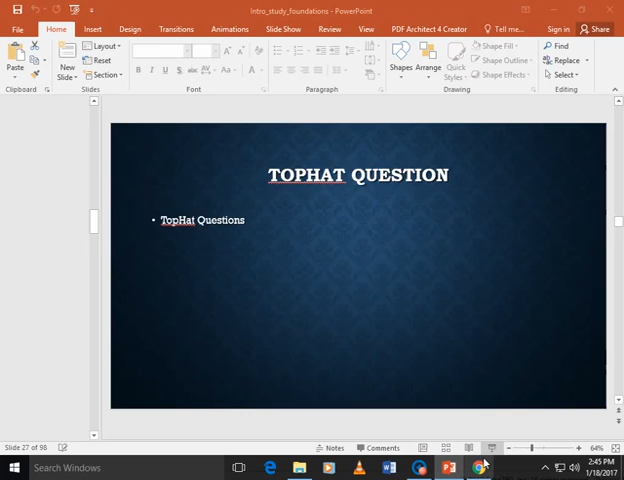 Intro_study_foundations - PowerPoint
File Home Insert Design Transitions Animations Slide Show Review View PDF Architect 4 Creator Tell me... Sign in Share
Paste
New Slide
Layout
Reset
Section
B I U S abc AV Aa A
Shapes
Arrange
Quick Styles
Shape Fill
Shape Outline
Shape Effects
Find
Replace
Select
Clipboard Slides Font Paragraph Drawing Editing
TOPHAT QUESTION
• TopHat Questions
Slide 27 of 98 Notes Comments 64%
Search Windows
2:45 PM
1/18/2017